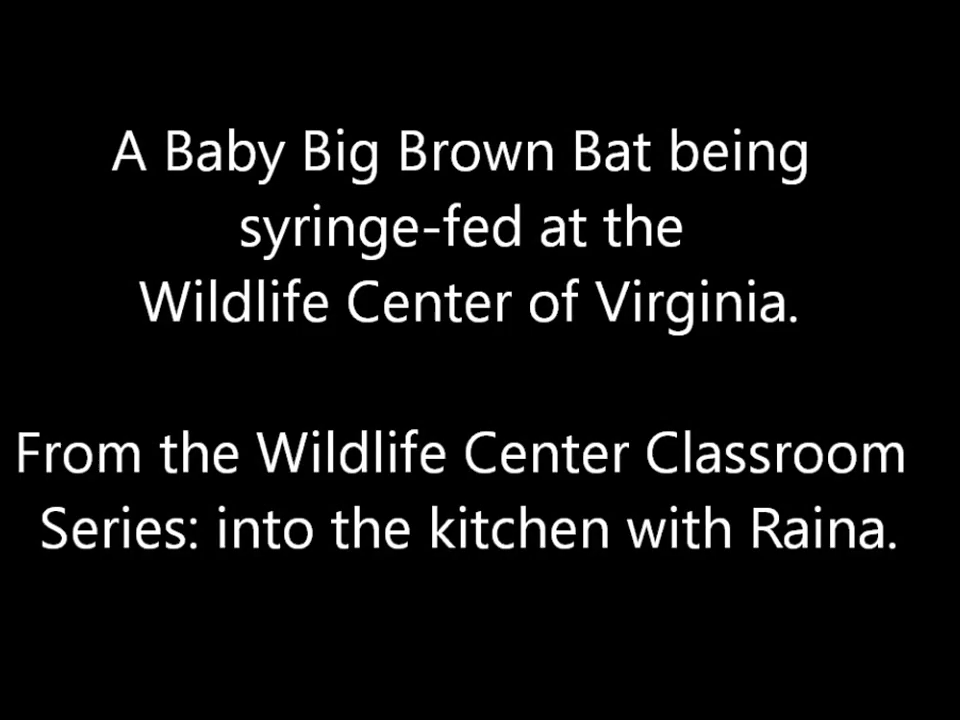 A Baby Big Brown Bat being
syringe-fed at the
Wildlife Center of Virginia.
From the Wildlife Center Classroom
Series: into the kitchen with Raina.